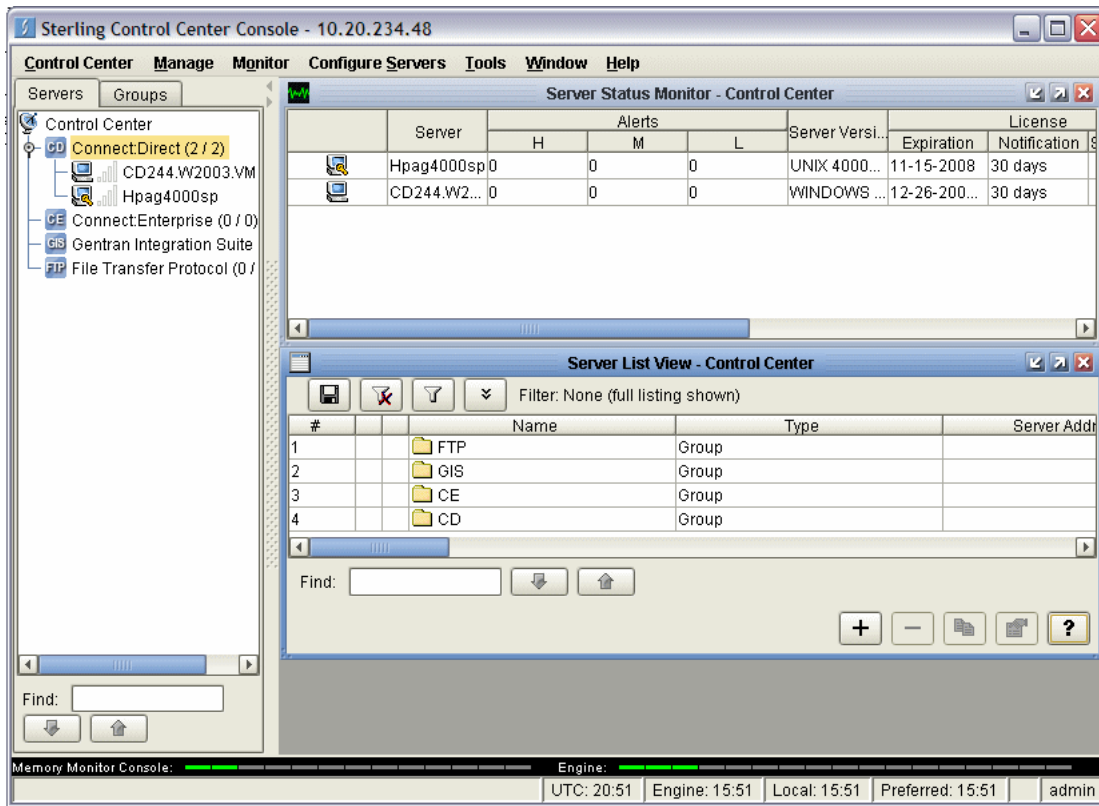 Sterling Control Center Console - 10.20.234.48
Control Center Manage Monitor Configure Servers Tools Window Help
Servers Groups
Control Center
CD Connect:Direct (2 / 2)
CD244.W2003.VM
Hpag4000sp
CE Connect:Enterprise (0 / 0)
GIS Gentran Integration Suite
FTP File Transfer Protocol (0 /
Find:
Server Status Monitor - Control Center
Server Alerts Server Versi... License
H M L Expiration Notification S
Hpag4000sp 0 0 0 UNIX 4000... 11-15-2008 30 days
CD244.W2... 0 0 0 WINDOWS ... 12-26-200... 30 days
Server List View - Control Center
Filter: None (full listing shown)
# Name Type Server Addr
1 FTP Group
2 GIS Group
3 CE Group
4 CD Group
Find:
+ − ?
Memory Monitor Console: Engine:
UTC: 20:51 Engine: 15:51 Local: 15:51 Preferred: 15:51 admin